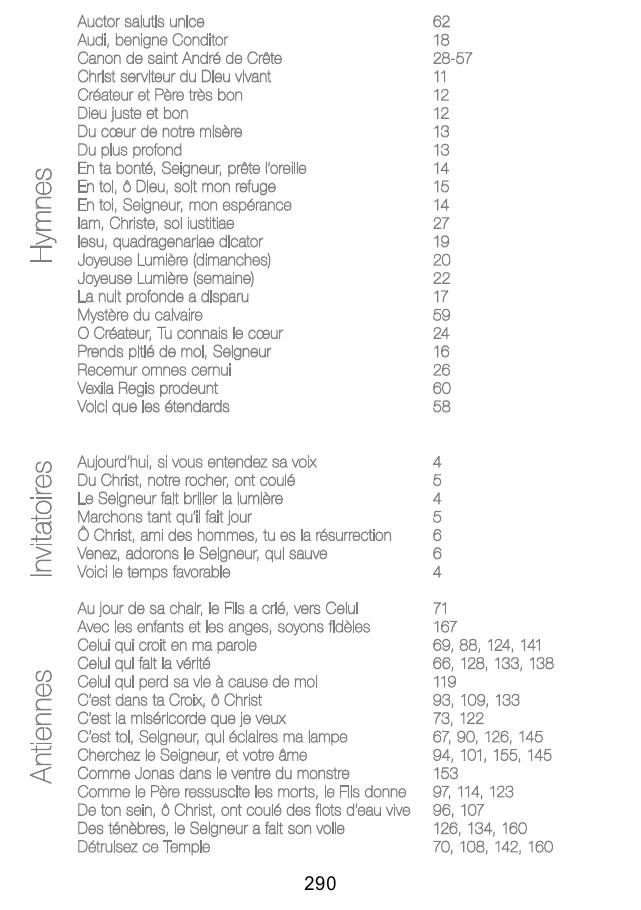 Hymnes
Auctor salutis unice 62
Audi, benigne Conditor 18
Canon de saint André de Crête 28-57
Christ serviteur du Dieu vivant 11
Créateur et Père très bon 12
Dieu juste et bon 12
Du cœur de notre misère 13
Du plus profond 13
En ta bonté, Seigneur, prête l'oreille 14
En toi, ô Dieu, soit mon refuge 15
En toi, Seigneur, mon espérance 14
Iam, Christe, sol iustitiae 27
Iesu, quadragenariae dicator 19
Joyeuse Lumière (dimanches) 20
Joyeuse Lumière (semaine) 22
La nuit profonde a disparu 17
Mystère du calvaire 59
O Créateur, Tu connais le cœur 24
Prends pitié de moi, Seigneur 16
Recemur omnes cernui 26
Vexila Regis prodeunt 60
Voici que les étendards 58
Invitatoires
Aujourd'hui, si vous entendez sa voix 4
Du Christ, notre rocher, ont coulé 5
Le Seigneur fait briller la lumière 4
Marchons tant qu'il fait jour 5
Ô Christ, ami des hommes, tu es la résurrection 6
Venez, adorons le Seigneur, qui sauve 6
Voici le temps favorable 4
Antiennes
Au jour de sa chair, le Fils a crié, vers Celui 71
Avec les enfants et les anges, soyons fidèles 167
Celui qui croit en ma parole 69, 88, 124, 141
Celui qui fait la vérité 66, 128, 133, 138
Celui qui perd sa vie à cause de moi 119
C'est dans ta Croix, ô Christ 93, 109, 133
C'est la miséricorde que je veux 73, 122
C'est toi, Seigneur, qui éclaires ma lampe 67, 90, 126, 145
Cherchez le Seigneur, et votre âme 94, 101, 155, 145
Comme Jonas dans le ventre du monstre 153
Comme le Père ressuscite les morts, le Fils donne 97, 114, 123
De ton sein, ô Christ, ont coulé des flots d'eau vive 96, 107
Des ténèbres, le Seigneur a fait son voile 126, 134, 160
Détruisez ce Temple 70, 108, 142, 160
290